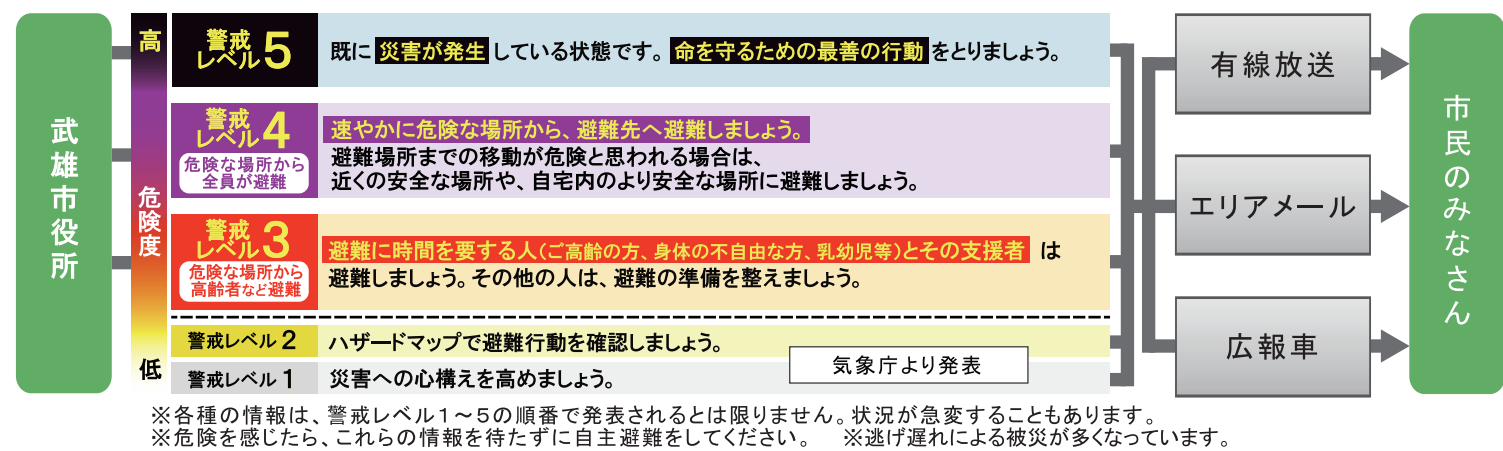 武雄市役所
高
危険度
低
警戒
レベル5
既に災害が発生している状態です。命を守るための最善の行動をとりましょう。
警戒
レベル4
危険な場所から
全員が避難
速やかに危険な場所から、避難先へ避難しましょう。
避難場所までの移動が危険と思われる場合は、
近くの安全な場所や、自宅内のより安全な場所に避難しましょう。
警戒
レベル3
危険な場所から
高齢者など避難
避難に時間を要する人(ご高齢の方、身体の不自由な方、乳幼児等)とその支援者 は
避難しましょう。その他の人は、避難の準備を整えましょう。
警戒レベル2
ハザードマップで避難行動を確認しましょう。
警戒レベル1
災害への心構えを高めましょう。
気象庁より発表
有線放送
エリアメール
広報車
市民のみなさん
※各種の情報は、警戒レベル1~5の順番で発表されるとは限りません。状況が急変することもあります。
※危険を感じたら、これらの情報を待たずに自主避難をしてください。 ※逃げ遅れによる被災が多くなっています。